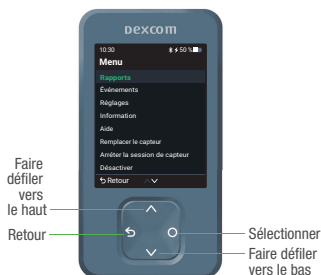 Dexcom
10:30 50 %
Menu
Rapports
Événements
Réglages
Information
Aide
Remplacer le capteur
Arrêter la session de capteur
Désactiver
Retour
Faire
défiler
vers
le haut
Retour
Sélectionner
Faire défiler
vers le bas